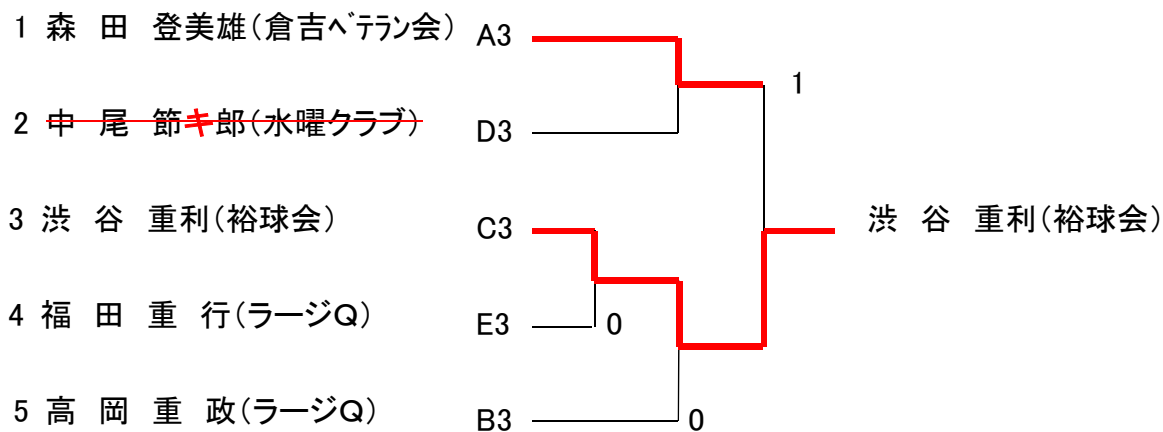 1 森 田 登美雄(倉吉ベテラン会) A3
1
2 中 尾 節キ郎(水曜クラブ) D3
3 渋 谷 重利(裕球会) C3 渋 谷 重利(裕球会)
4 福 田 重 行(ラージQ) E3 0
5 高 岡 重 政(ラージQ) B3 0